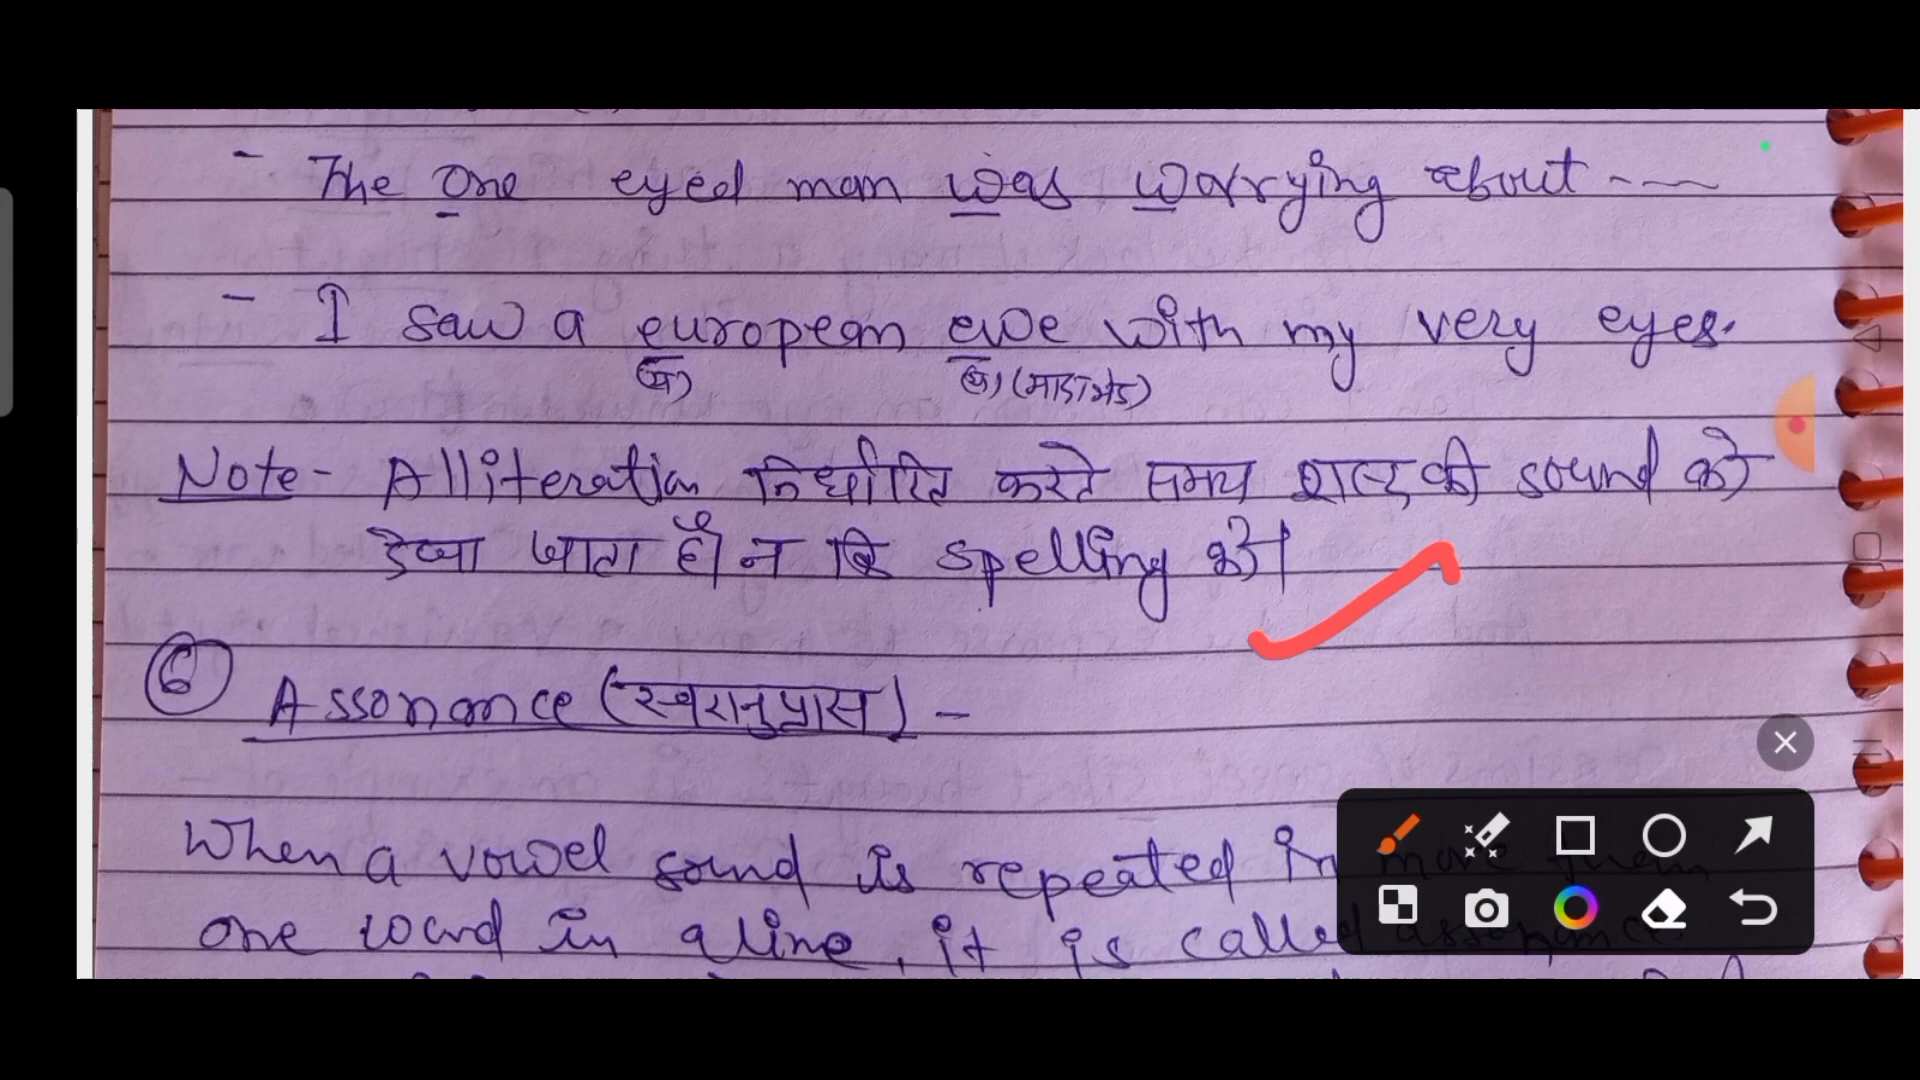 - The one eyed man was worrying about ----
- I saw a european ewe with my very eyes.
(य) (य) (मादा भेड)
Note- Alliteration निर्धारित करते समय शब्द की sound को
देखा जाता है न कि spelling को।
6 Assonance (स्वरानुप्रास) -
When a vowel sound is repeated in more than
one word in a line, it is called assonance.